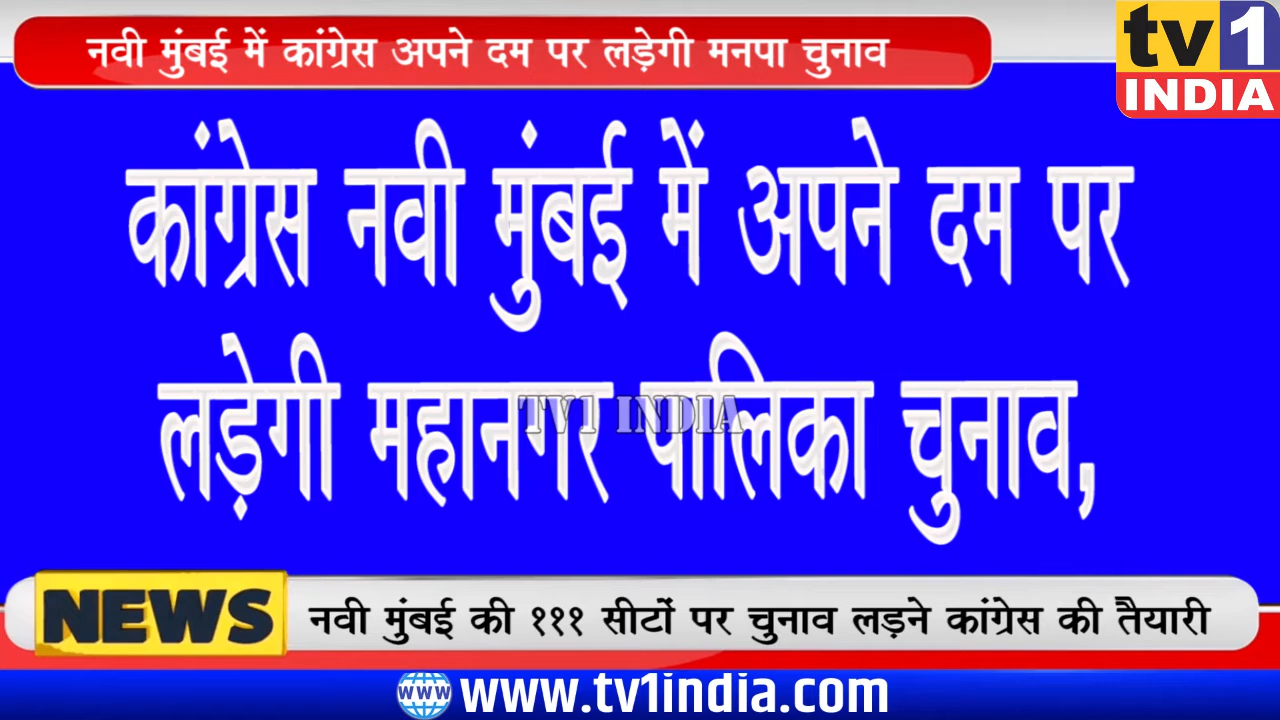 नवी मुंबई में कांग्रेस अपने दम पर लड़ेगी मनपा चुनाव
tv1
INDIA
कांग्रेस नवी मुंबई में अपने दम पर
लड़ेगी महानगर पालिका चुनाव,
TV1 INDIA
NEWS
नवी मुंबई की १११ सीटों पर चुनाव लड़ने कांग्रेस की तैयारी
www
www.tv1india.com